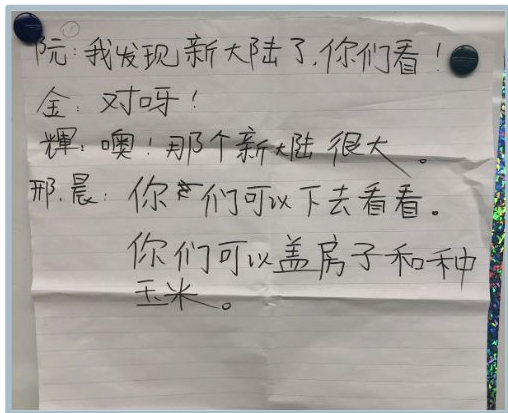 阮:我发现新大陆了,你们看!
金:对呀!
輝:噢!那个新大陆很大。
邢.晨:你们可以下去看看。
你们可以盖房子和种
玉米。